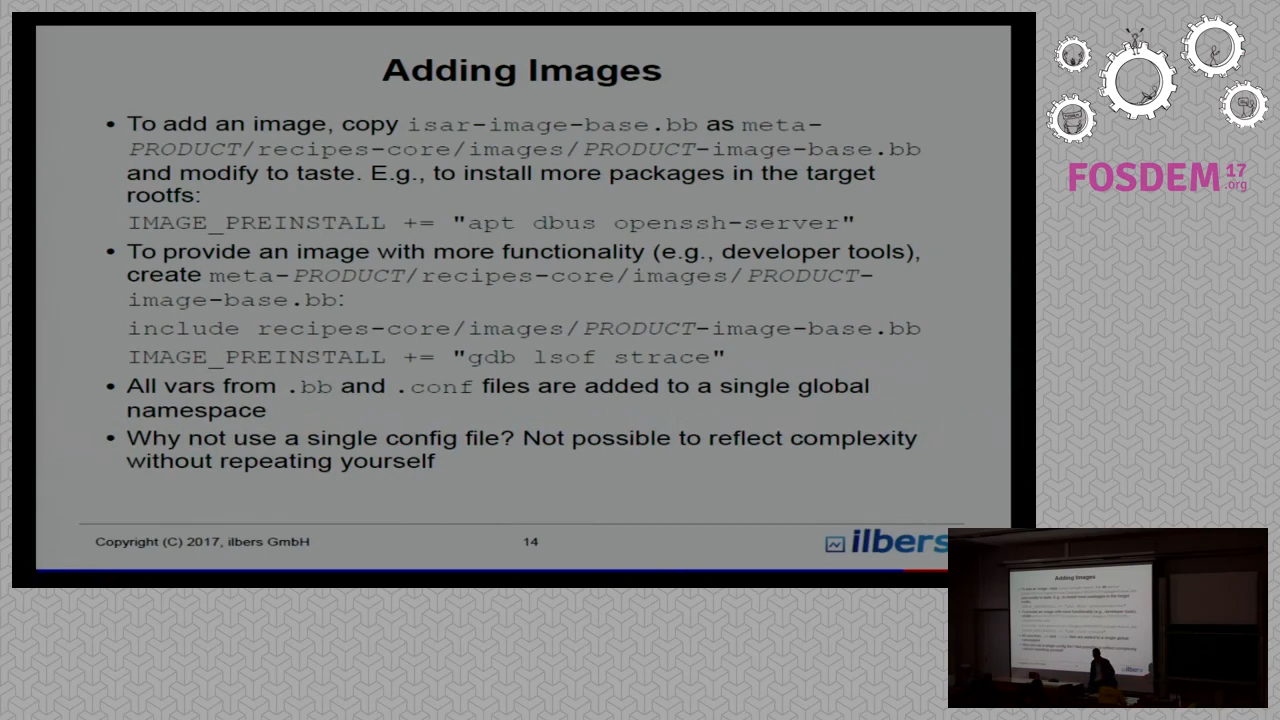 Adding Images
• To add an image, copy isar-image-base.bb as meta-
PRODUCT/recipes-core/images/PRODUCT-image-base.bb
and modify to taste. E.g., to install more packages in the target
rootfs:
IMAGE_PREINSTALL += "apt dbus openssh-server"
• To provide an image with more functionality (e.g., developer tools),
create meta-PRODUCT/recipes-core/images/PRODUCT-
image-base.bb:
include recipes-core/images/PRODUCT-image-base.bb
IMAGE_PREINSTALL += "gdb lsof strace"
• All vars from .bb and .conf files are added to a single global
namespace
• Why not use a single config file? Not possible to reflect complexity
without repeating yourself
Copyright (C) 2017, ilbers GmbH
14
ilbers
FOSDEM 17
.org
Adding Images
ilbers